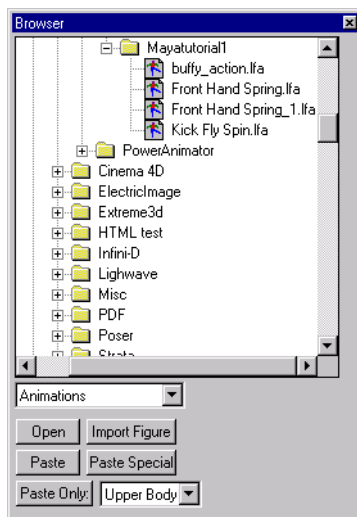 Browser
Mayatutorial1
buffy_action.lfa
Front Hand Spring.lfa
Front Hand Spring_1.lfa
Kick Fly Spin.lfa
PowerAnimator
Cinema 4D
ElectricImage
Extreme3d
HTML test
Infini-D
Lighwave
Misc
PDF
Poser
Strata
Animations
Open Import Figure
Paste Paste Special
Paste Only: Upper Body